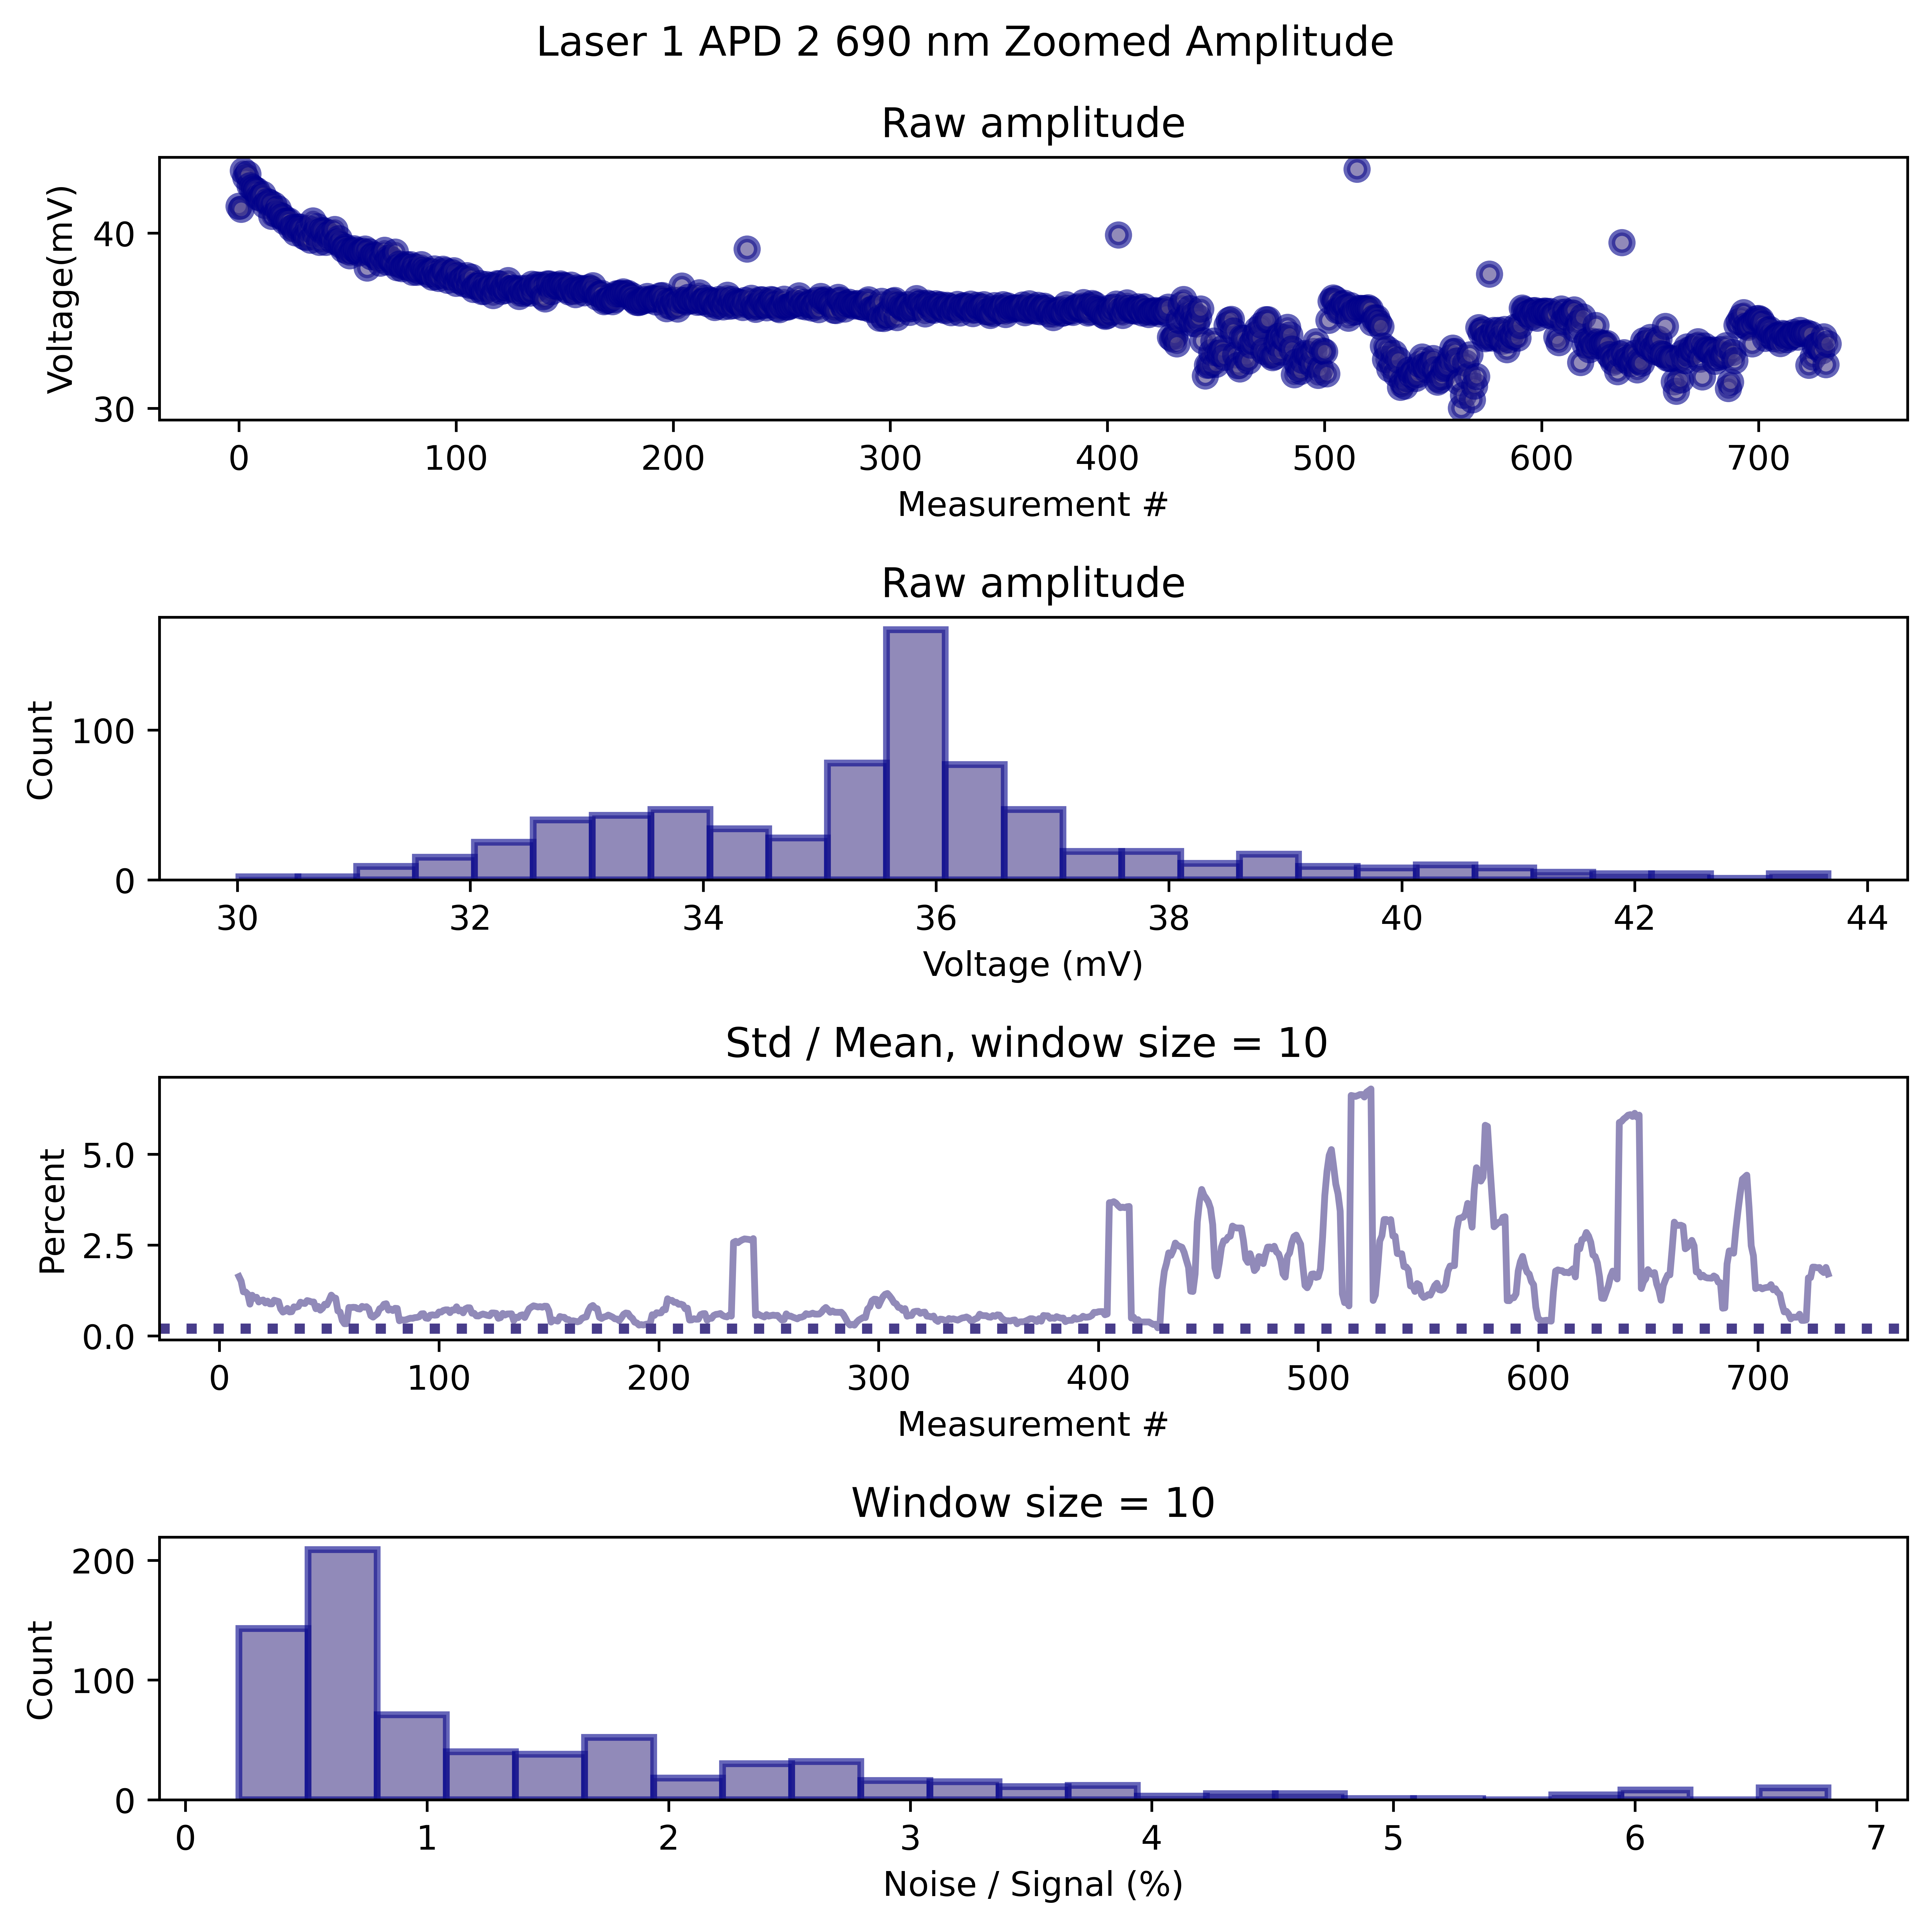 Laser 1 APD 2 690 nm Zoomed Amplitude
Raw amplitude
Voltage(mV)
40
30
0 100 200 300 400 500 600 700
Measurement #
Raw amplitude
Count
100
0
30 32 34 36 38 40 42 44
Voltage (mV)
Std / Mean, window size = 10
Percent
5.0
2.5
0.0
0 100 200 300 400 500 600 700
Measurement #
Window size = 10
Count
200
100
0
0 1 2 3 4 5 6 7
Noise / Signal (%)